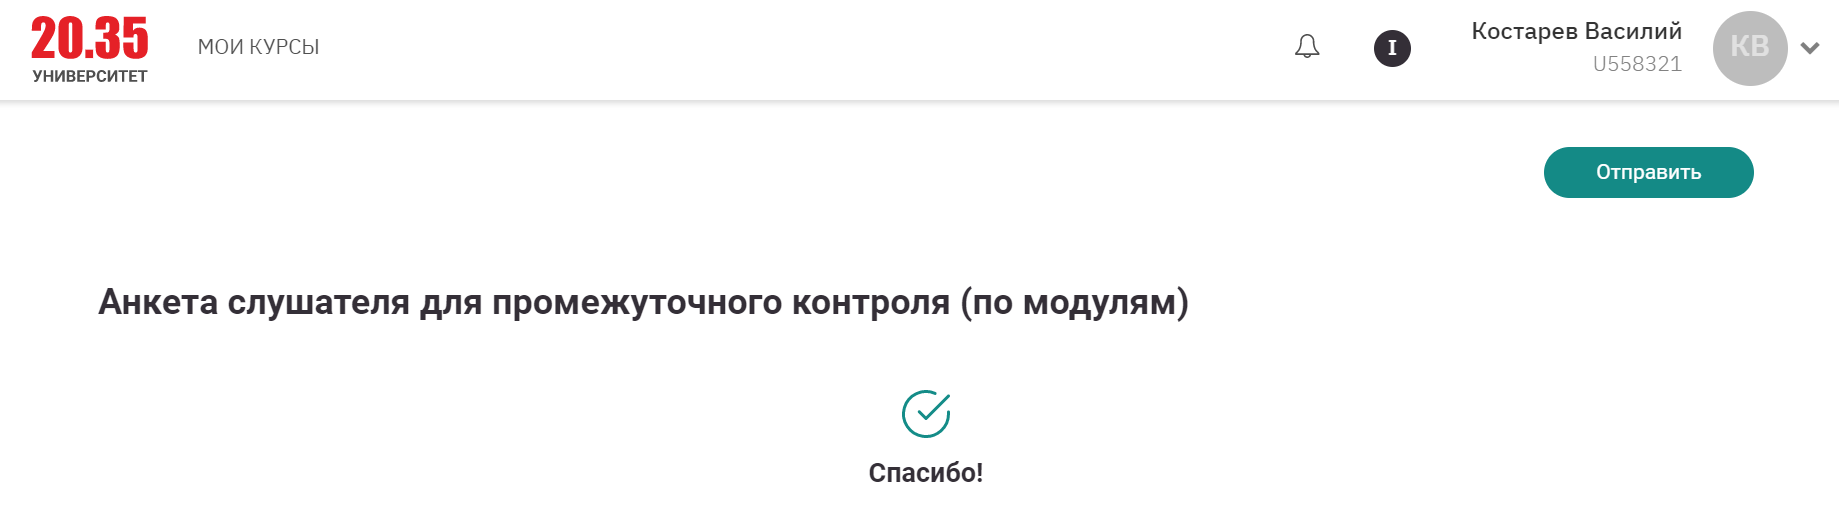 20.35
УНИВЕРСИТЕТ
МОИ КУРСЫ
I
Костарев Василий
U558321
КВ
Отправить
Анкета слушателя для промежуточного контроля (по модулям)
Спасибо!